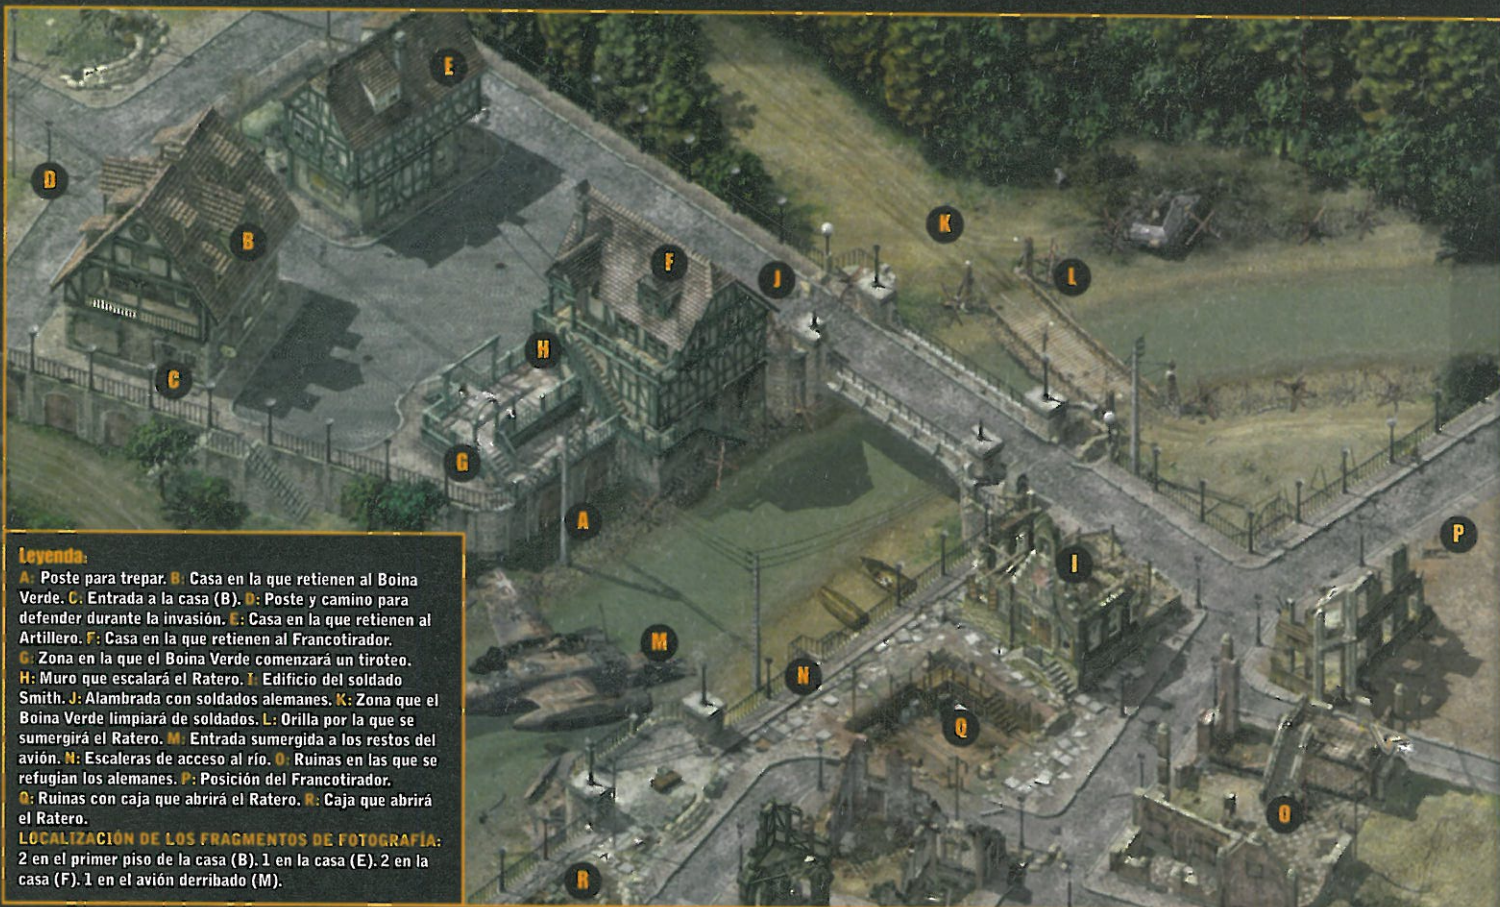 E
D
B
F
J
K
L
H
C
G
A
I
P
M
N
Q
O
R
Leyenda:
A: Poste para trepar. B: Casa en la que retienen al Boina
Verde. C: Entrada a la casa (B). D: Poste y camino para
defender durante la invasión. E: Casa en la que retienen al
Artillero. F: Casa en la que retienen al Francotirador.
G: Zona en la que el Boina Verde comenzará un tiroteo.
H: Muro que escalará el Ratero. I: Edificio del soldado
Smith. J: Alambrada con soldados alemanes. K: Zona que el
Boina Verde limpiará de soldados. L: Orilla por la que se
sumergirá el Ratero. M: Entrada sumergida a los restos del
avión. N: Escaleras de acceso al río. O: Ruinas en las que se
refugian los alemanes. P: Posición del Francotirador.
Q: Ruinas con caja que abrirá el Ratero. R: Caja que abrirá
el Ratero.
LOCALIZACIÓN DE LOS FRAGMENTOS DE FOTOGRAFÍA:
2 en el primer piso de la casa (B). 1 en la casa (E). 2 en la
casa (F). 1 en el avión derribado (M).